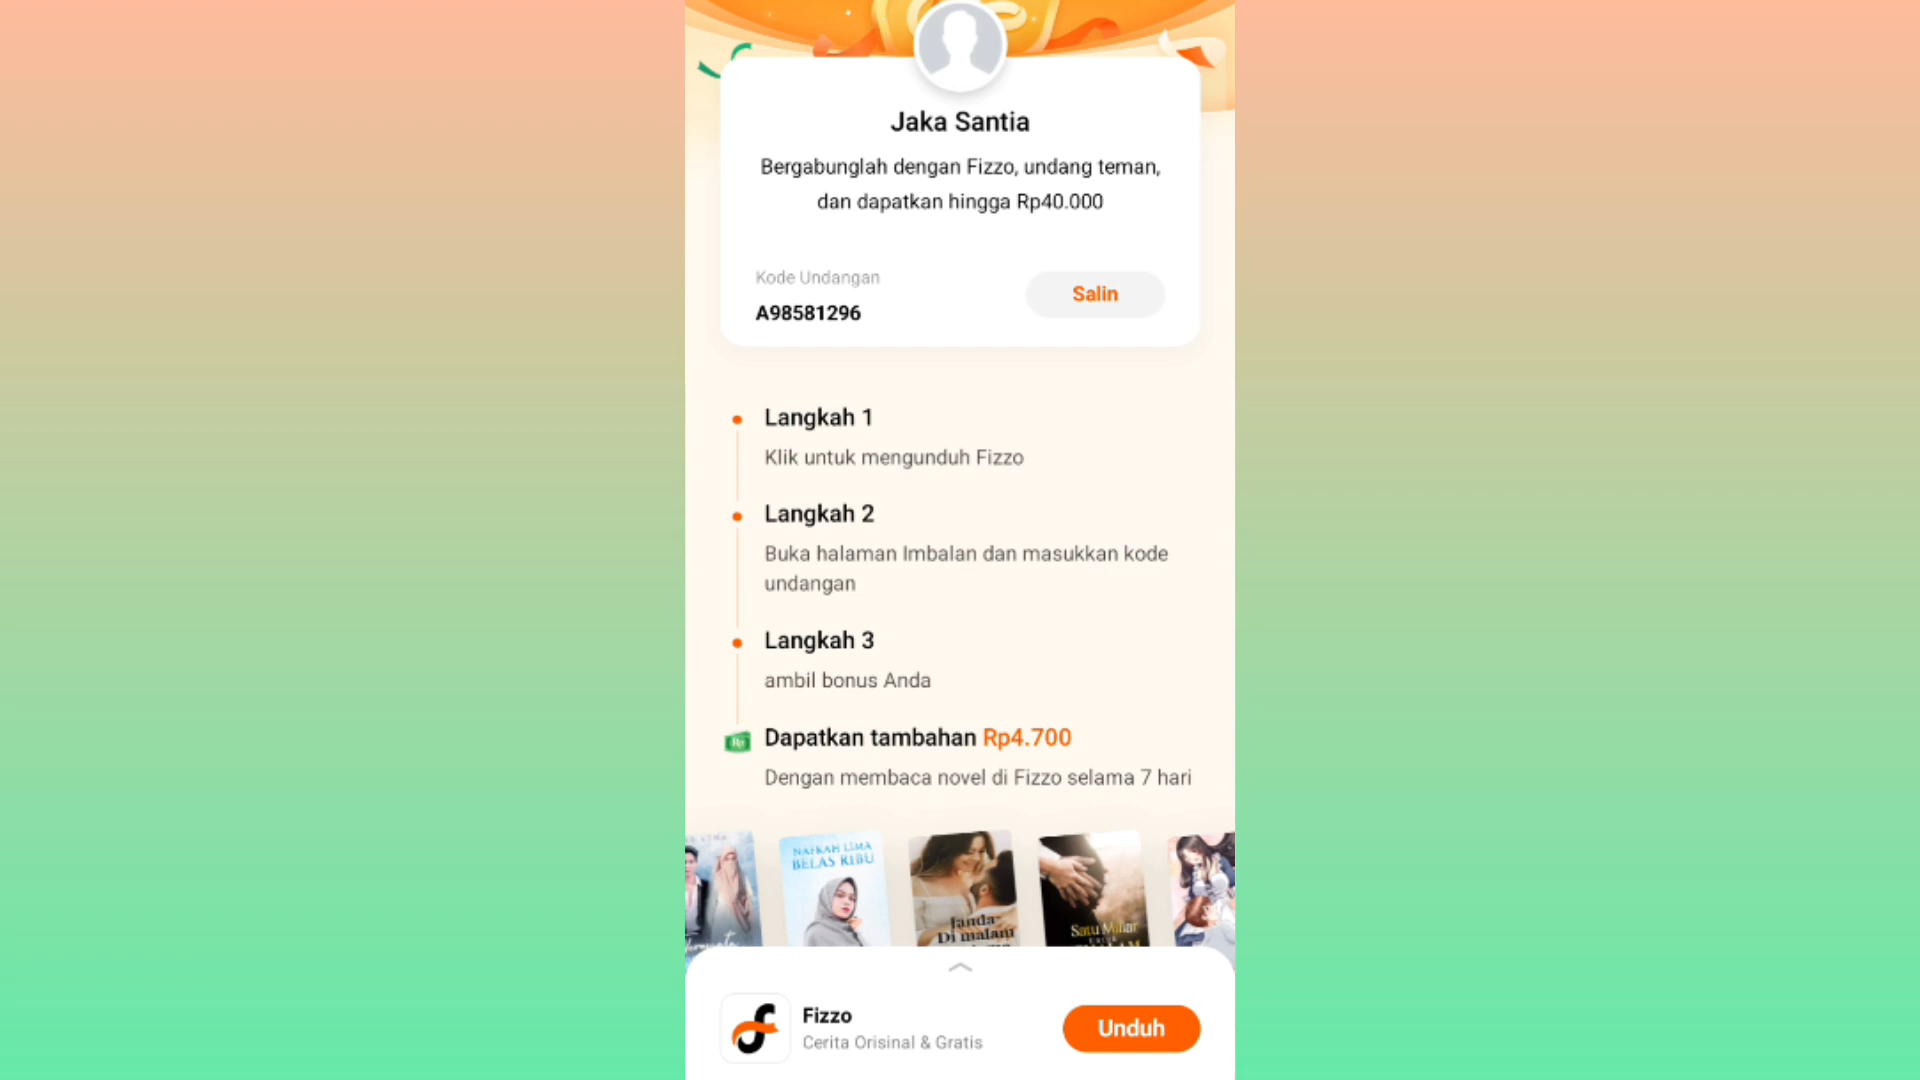 Jaka Santia
Bergabunglah dengan Fizzo, undang teman,
dan dapatkan hingga Rp40.000
Kode Undangan
A98581296
Salin
Langkah 1
Klik untuk mengunduh Fizzo
Langkah 2
Buka halaman Imbalan dan masukkan kode
undangan
Langkah 3
ambil bonus Anda
Rp
Dapatkan tambahan Rp4.700
Dengan membaca novel di Fizzo selama 7 hari
NAFKAH LIMA
BELAS RIBU
Janda
Di malam
Satu Miliar
Fizzo
Cerita Orisinal & Gratis
Unduh